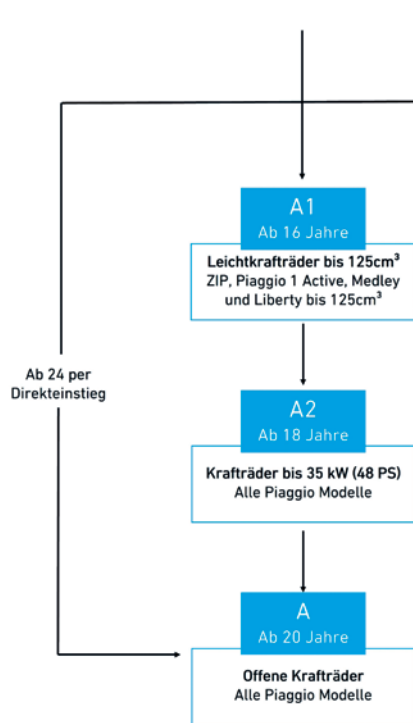 A1
Ab 16 Jahre
Leichtkrafträder bis 125cm³
ZIP, Piaggio 1 Active, Medley
und Liberty bis 125cm³
Ab 24 per
Direkteinstieg
A2
Ab 18 Jahre
Krafträder bis 35 kW (48 PS)
Alle Piaggio Modelle
A
Ab 20 Jahre
Offene Krafträder
Alle Piaggio Modelle